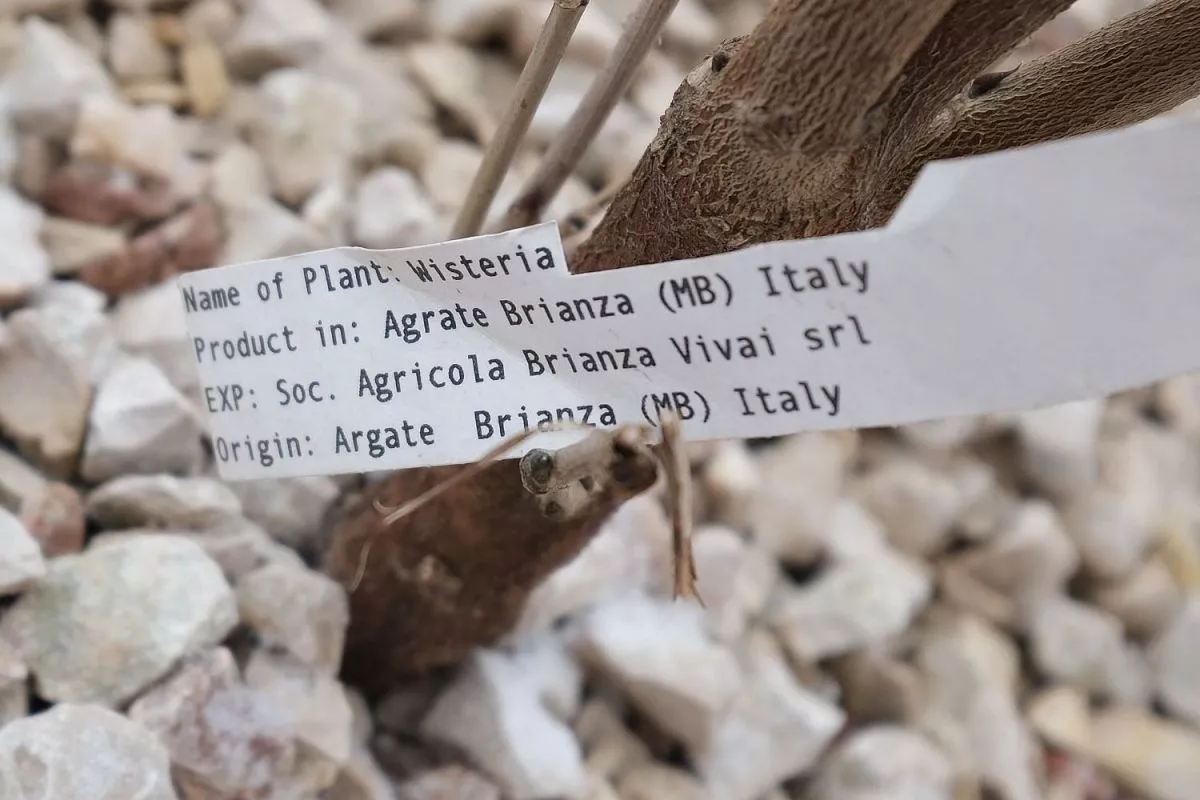 Name of Plant: Wisteria
Product in: Agrate Brianza (MB) Italy
EXP: Soc. Agricola Brianza Vivai srl
Origin: Argate Brianza (MB) Italy